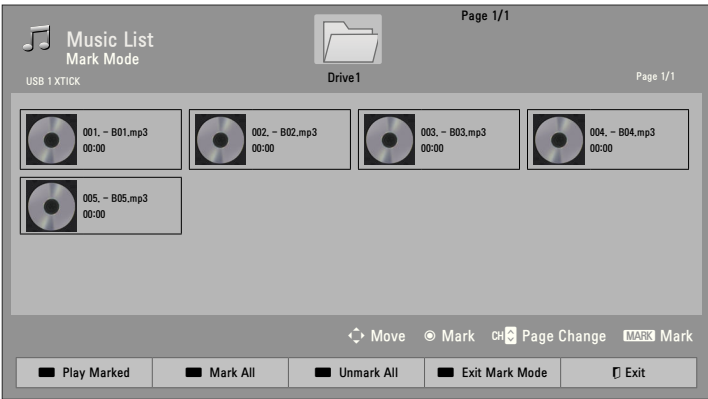 Page 1/1
Music List
Mark Mode
USB 1 XTICK
Drive1
Page 1/1
001. - B01.mp3
00:00
002. - B02.mp3
00:00
003. - B03.mp3
00:00
004. - B04.mp3
00:00
005. - B05.mp3
00:00
Move Mark CH Page Change MARK Mark
Play Marked Mark All Unmark All Exit Mark Mode Exit